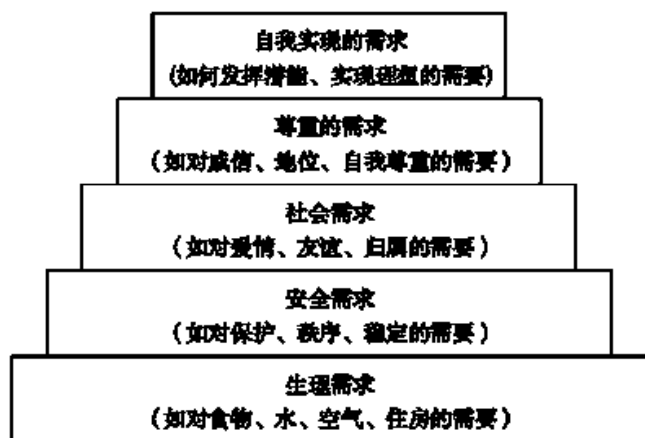 自我实现的需求
(如何发挥潜能、实现理想的需要)
尊重的需求
(如对威信、地位、自我尊重的需要)
社会需求
(如对爱情、友谊、归属的需要)
安全需求
(如对保护、秩序、稳定的需要)
生理需求
(如对食物、水、空气、住房的需要)